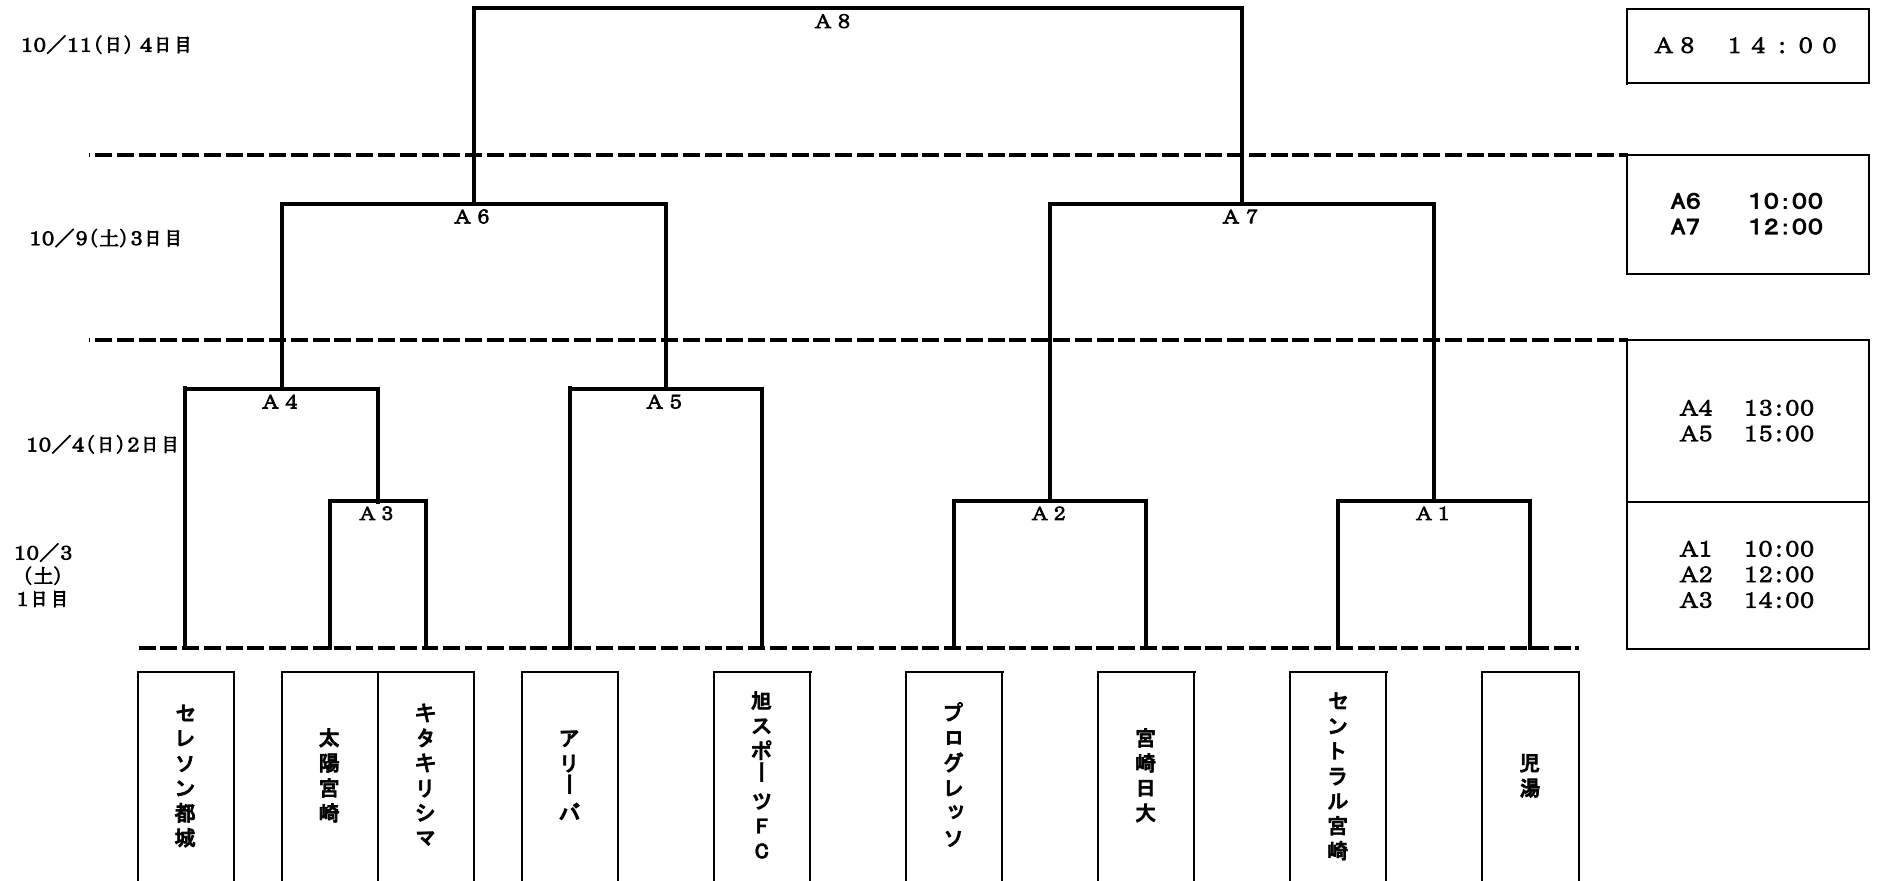 A8
10/11(日)4日目
A8 14:00
A6
A7
10/9(土)3日目
A6 10:00
A7 12:00
A4
A5
10/4(日)2日目
A4 13:00
A5 15:00
A3
A2
A1
10/3
(土)
1日目
A1 10:00
A2 12:00
A3 14:00
セレソン都城
太陽宮崎
キタキリシマ
アリーバ
旭スポーツFC
プログレッソ
宮崎日大
セントラル宮崎
児湯